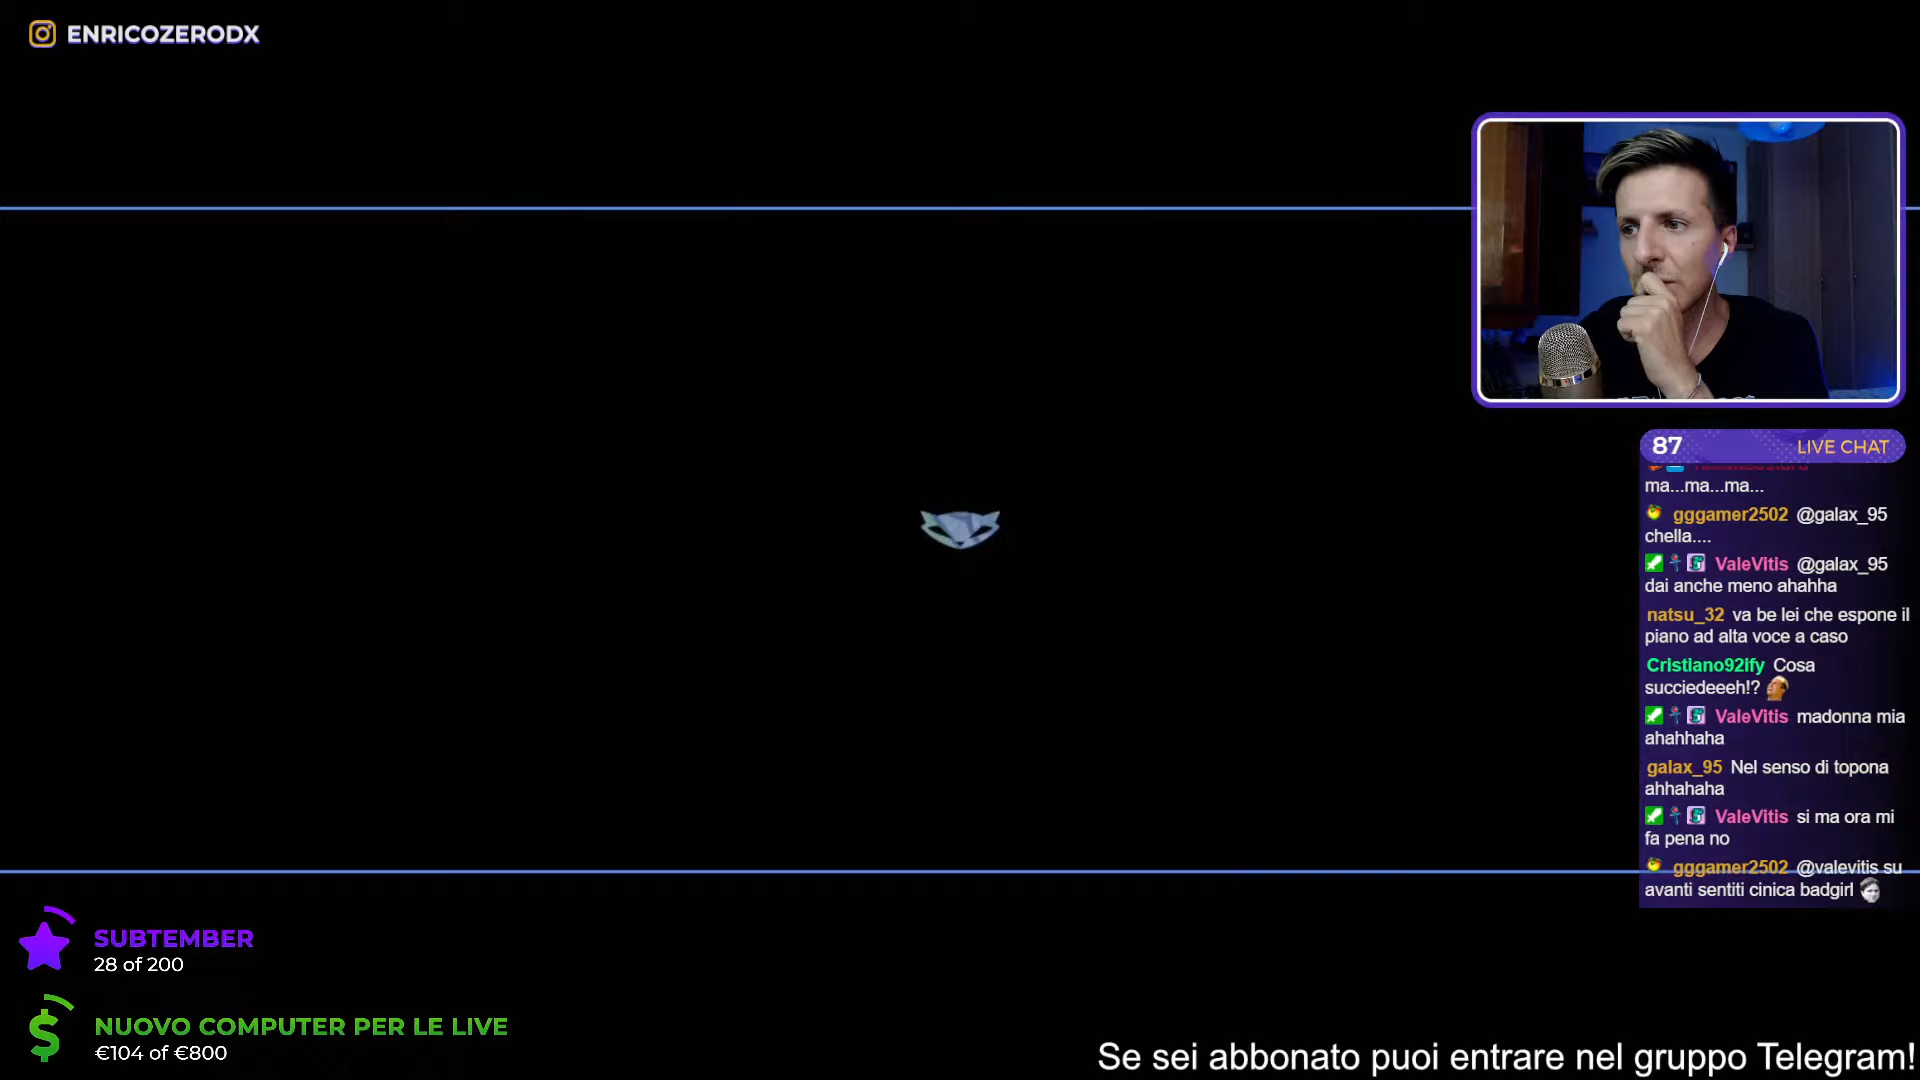 ENRICOZERODX
87
LIVE CHAT
ma...ma...ma...
gggamer2502 @galax_95
chella....
ValeVitis @galax_95
dai anche meno ahahha
natsu_32 va be lei che espone il
piano ad alta voce a caso
Cristiano92ify Cosa
succiedeeeh!?
ValeVitis madonna mia
ahahhaha
galax_95 Nel senso di topona
ahhahaha
ValeVitis si ma ora mi
fa pena no
gggamer2502 @valevitis su
avanti sentiti cinica badgirl
SUBTEMBER
28 of 200
NUOVO COMPUTER PER LE LIVE
€104 of €800
Se sei abbonato puoi entrare nel gruppo Telegram!